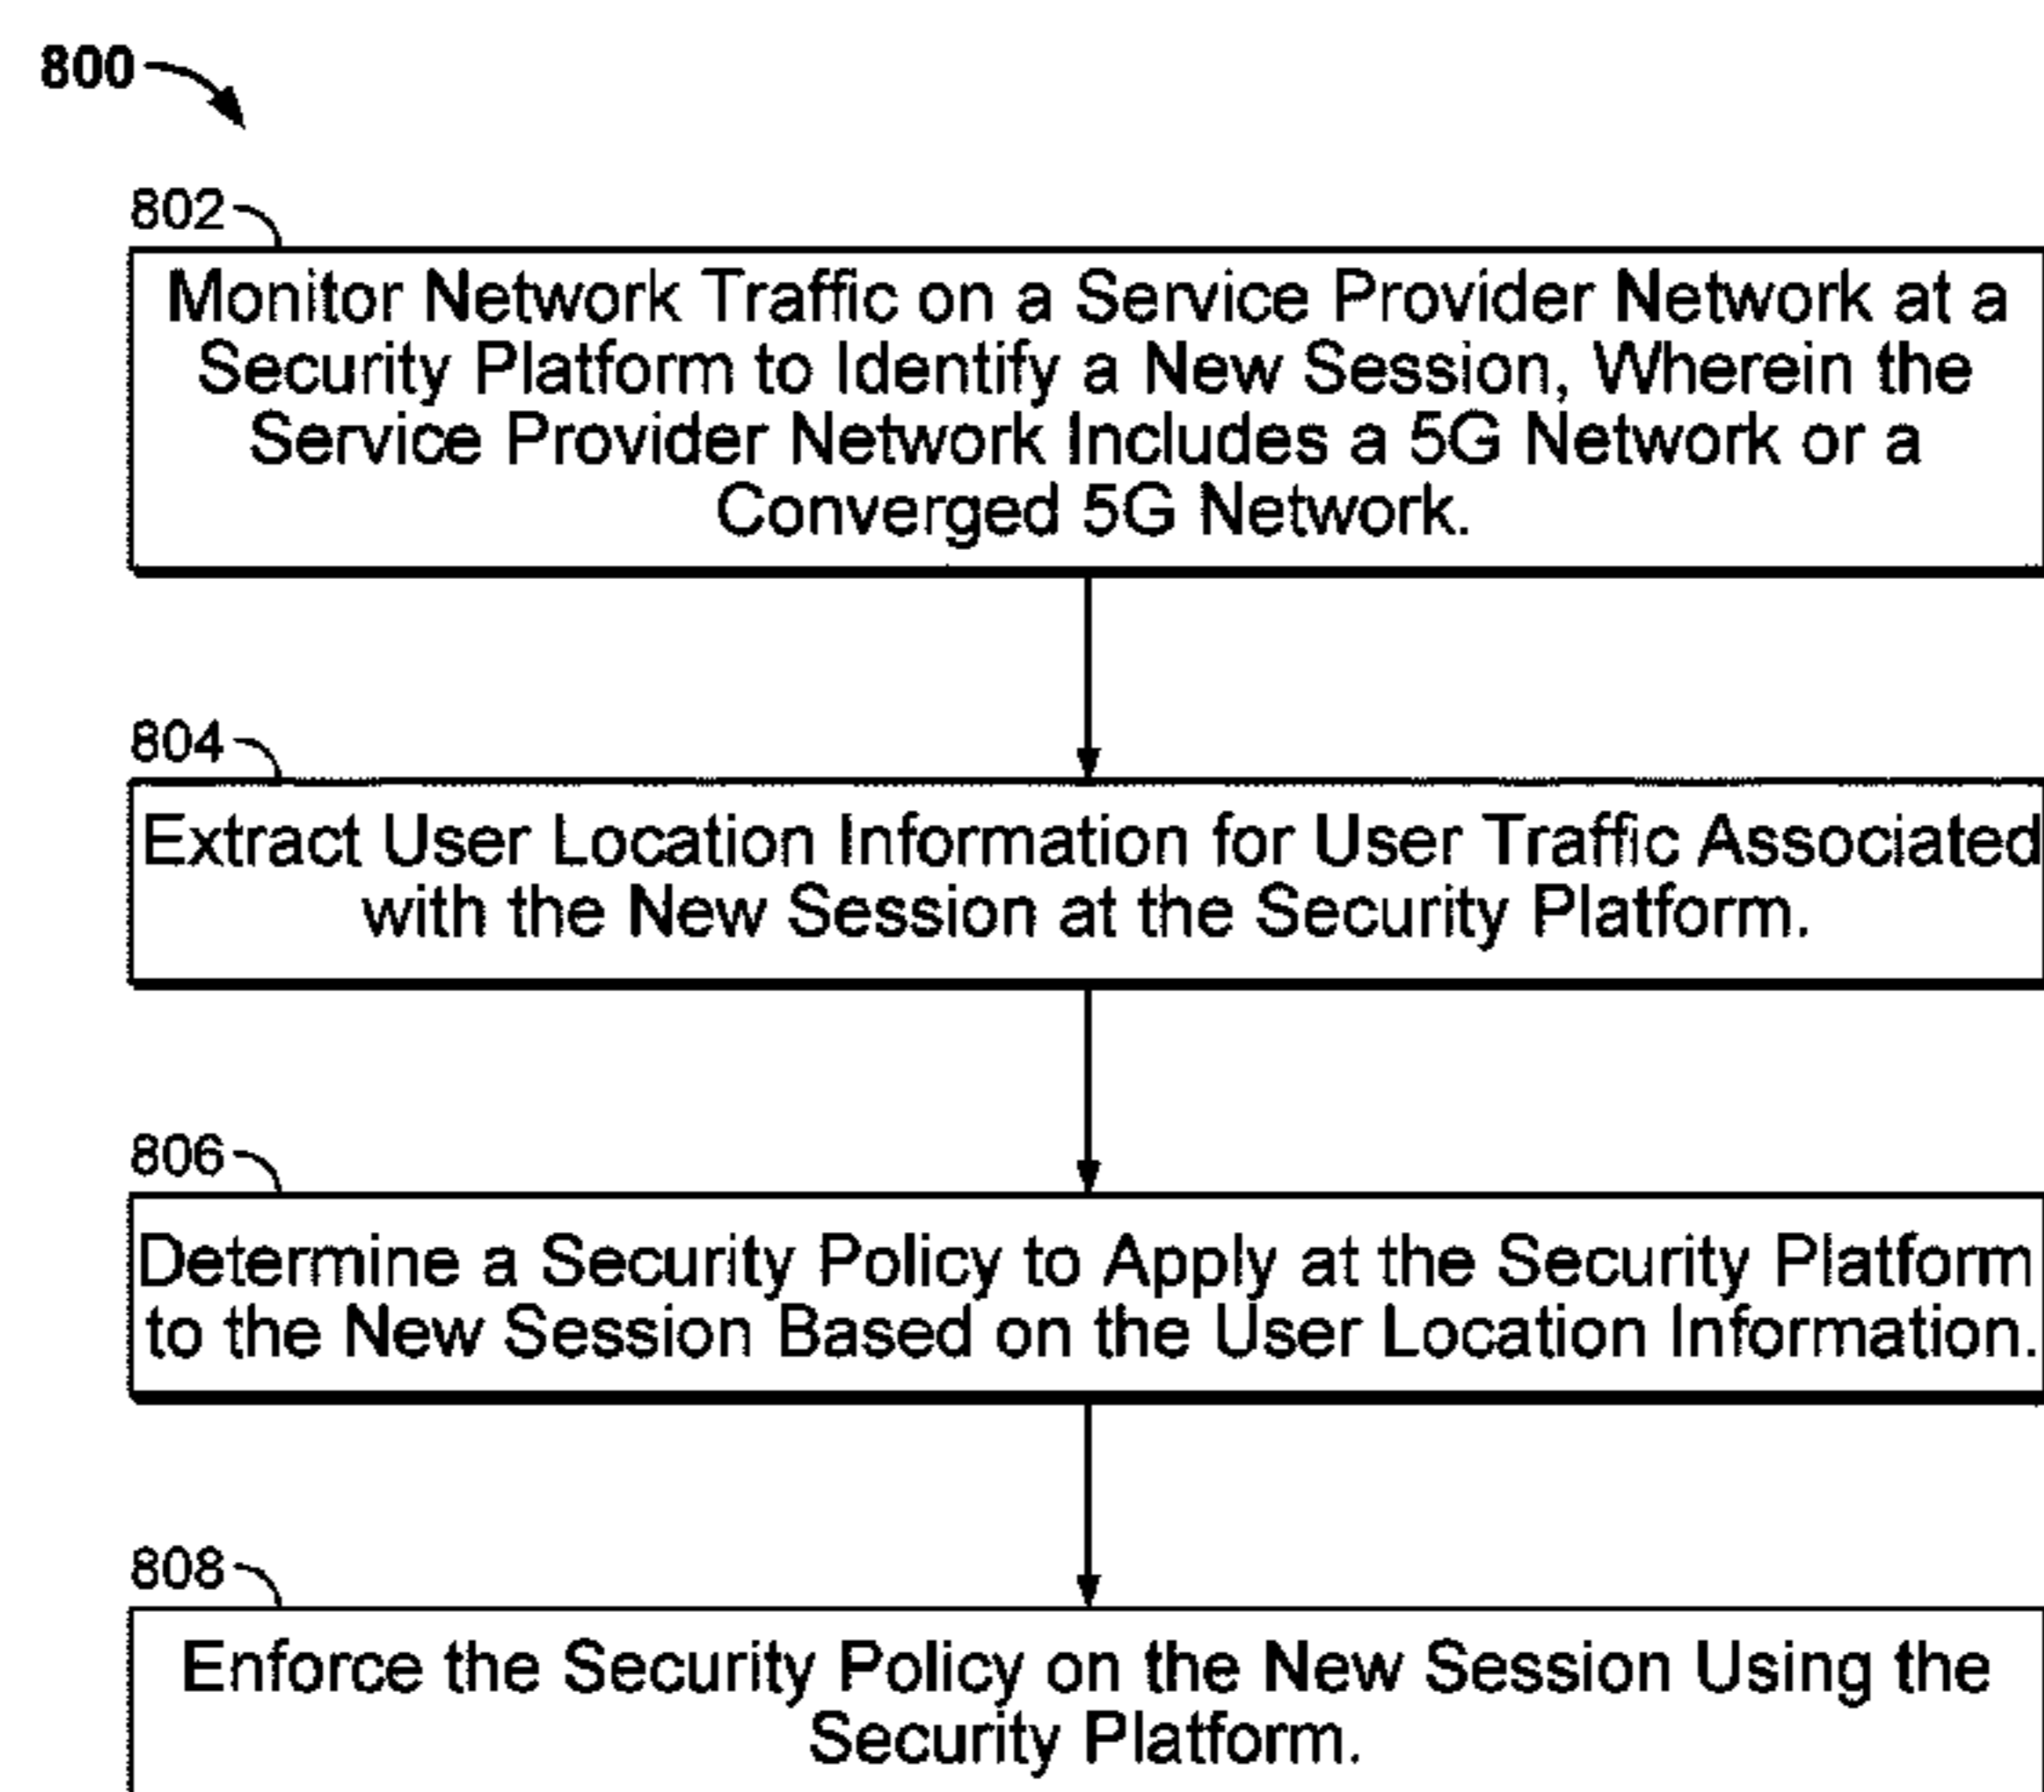 800
802
Monitor Network Traffic on a Service Provider Network at a
Security Platform to Identify a New Session, Wherein the
Service Provider Network Includes a 5G Network or a
Converged 5G Network.
804
Extract User Location Information for User Traffic Associated
with the New Session at the Security Platform.
806
Determine a Security Policy to Apply at the Security Platform
to the New Session Based on the User Location Information.
808
Enforce the Security Policy on the New Session Using the
Security Platform.